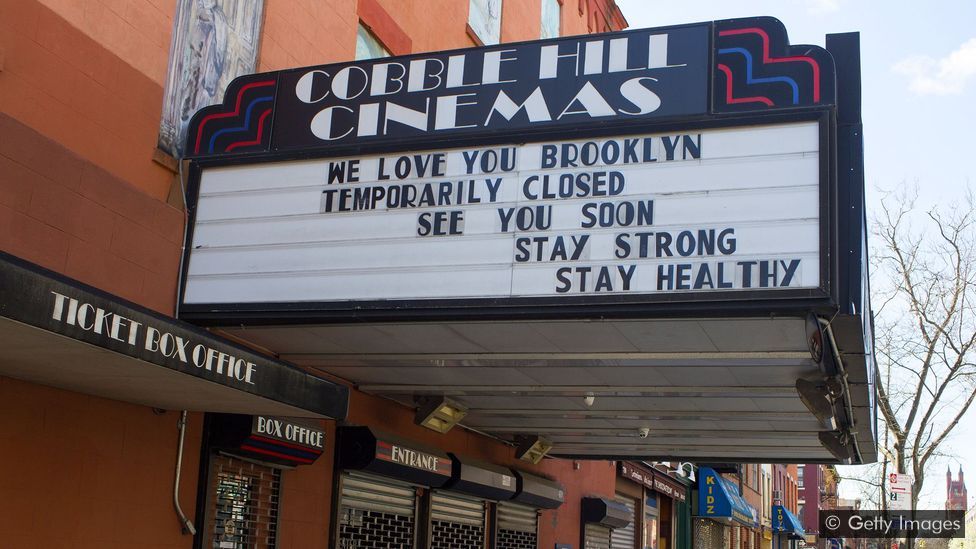 COBBLE HILL
CINEMAS
WE LOVE YOU BROOKLYN
TEMPORARILY CLOSED
SEE YOU SOON
STAY STRONG
STAY HEALTHY
TICKET BOX OFFICE
BOX OFFICE
ENTRANCE
KIDZ
© Getty Images